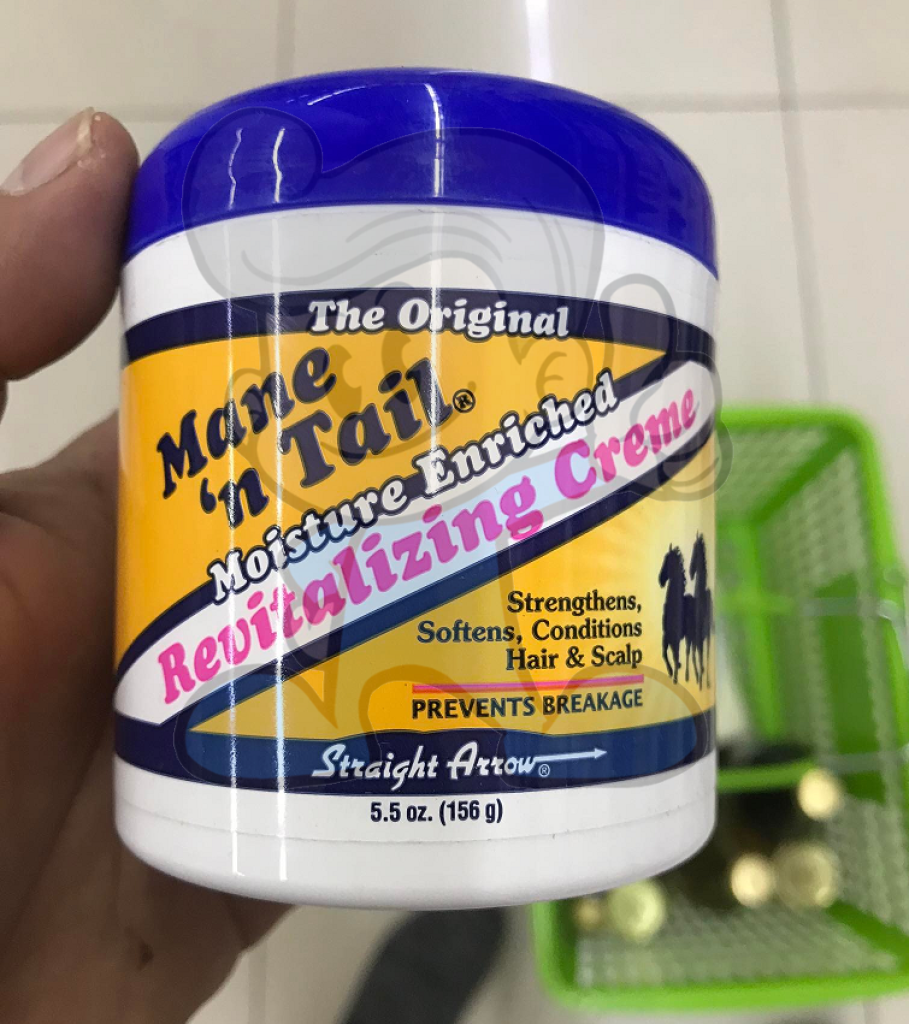 The Original
Mane
'n Tail®
Moisture Enriched
Revitalizing Creme
Strengthens,
Softens, Conditions
Hair & Scalp
PREVENTS BREAKAGE
Straight Arrow®
5.5 oz. (156 g)